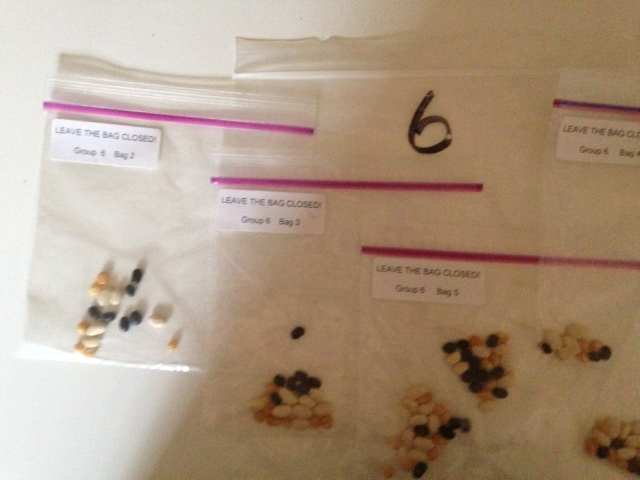 6
LEAVE THE BAG CLOSED!
Group 6 Bag 2
LEAVE THE BAG CLOSED!
Group 6 Bag 3
LEAVE THE BAG CLOSED!
Group 6 Bag 5
LEAVE THE BAG
Group 6 Bag